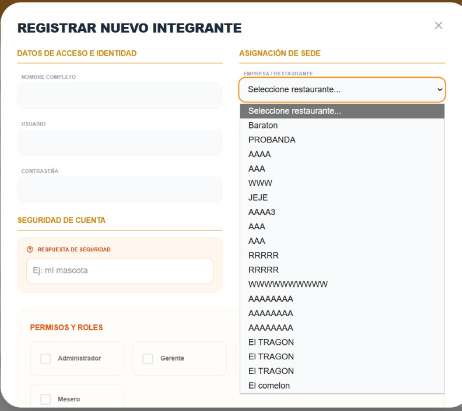 REGISTRAR NUEVO INTEGRANTE
DATOS DE ACCESO E IDENTIDAD
NOMBRE COMPLETO
USUARIO
CONTRASEÑA
SEGURIDAD DE CUENTA
RESPUESTA DE SEGURIDAD
Ej: mi mascota
ASIGNACIÓN DE SEDE
EMPRESA / RESTAURANTE
Seleccione restaurante...
Seleccione restaurante...
Baraton
PROBANDA
AAAA
AAA
WWW
JEJE
AAAA3
AAA
AAA
RRRRR
RRRRR
WWWWWWWWWW
AAAAAAAA
AAAAAAAA
AAAAAAAA
El TRAGON
El TRAGON
El TRAGON
El comelon
PERMISOS Y ROLES
Administrador
Gerente
Mesero